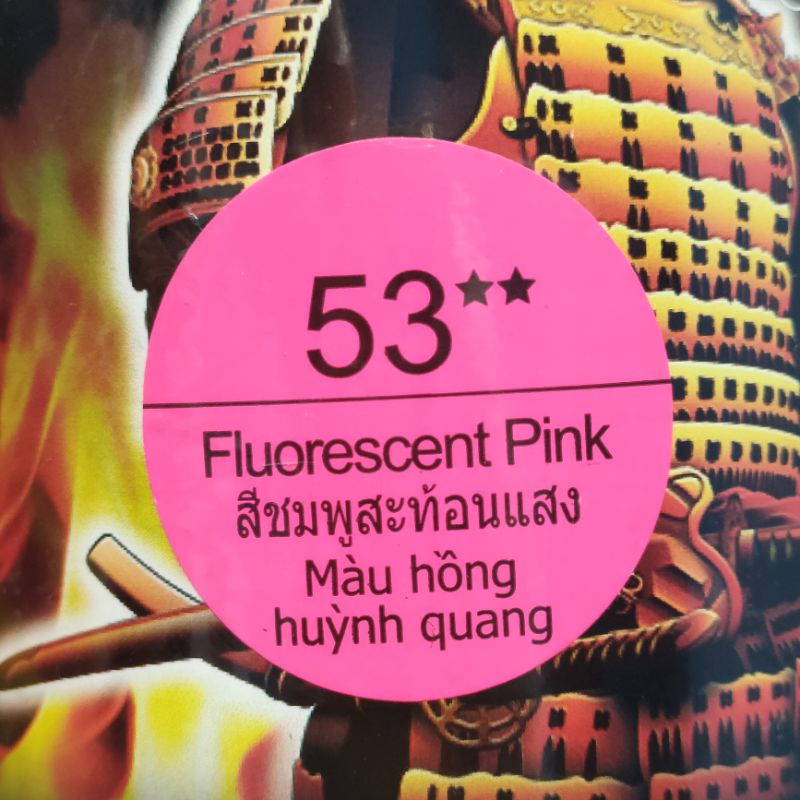 53★★
Fluorescent Pink
สีชมพูสะท้อนแสง
Màu hồng
huỳnh quang